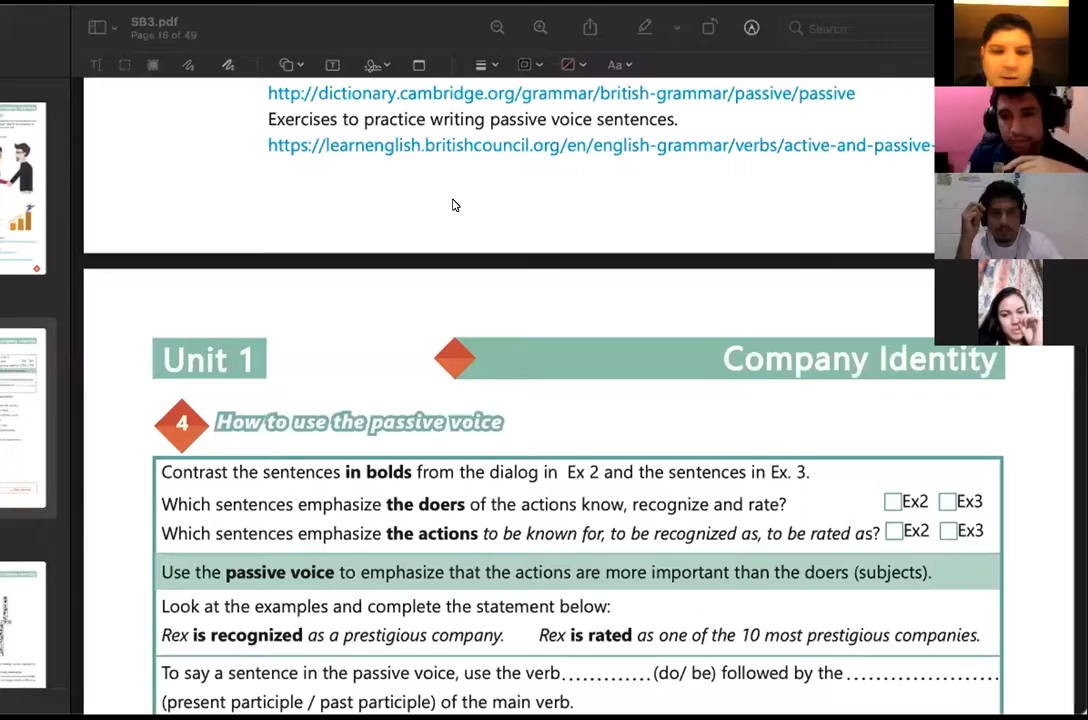 SB3.pdf
Page 16 of 49
Search
Aa
http://dictionary.cambridge.org/grammar/british-grammar/passive/passive
Exercises to practice writing passive voice sentences.
https://learnenglish.britishcouncil.org/en/english-grammar/verbs/active-and-passive-
Unit 1
Company Identity
4 How to use the passive voice
Contrast the sentences in bolds from the dialog in Ex 2 and the sentences in Ex. 3.
Which sentences emphasize the doers of the actions know, recognize and rate? Ex2 Ex3
Which sentences emphasize the actions to be known for, to be recognized as, to be rated as? Ex2 Ex3
Use the passive voice to emphasize that the actions are more important than the doers (subjects).
Look at the examples and complete the statement below:
Rex is recognized as a prestigious company. Rex is rated as one of the 10 most prestigious companies.
To say a sentence in the passive voice, use the verb............. (do/ be) followed by the ......................
(present participle / past participle) of the main verb.